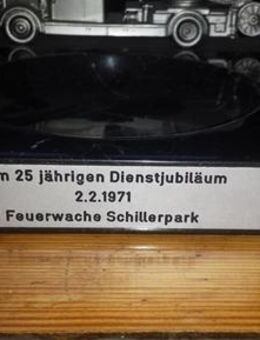 m 25 jährigen Dienstjubiläum
2.2.1971
Feuerwache Schillerpark